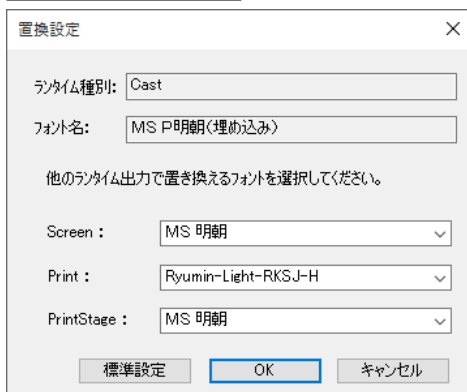 置換設定
ランタイム種別: Cast
フォント名: MS P明朝(埋め込み)
他のランタイム出力で置き換えるフォントを選択してください。
Screen : MS 明朝
Print : Ryumin-Light-RKSJ-H
PrintStage : MS 明朝
標準設定 OK キャンセル